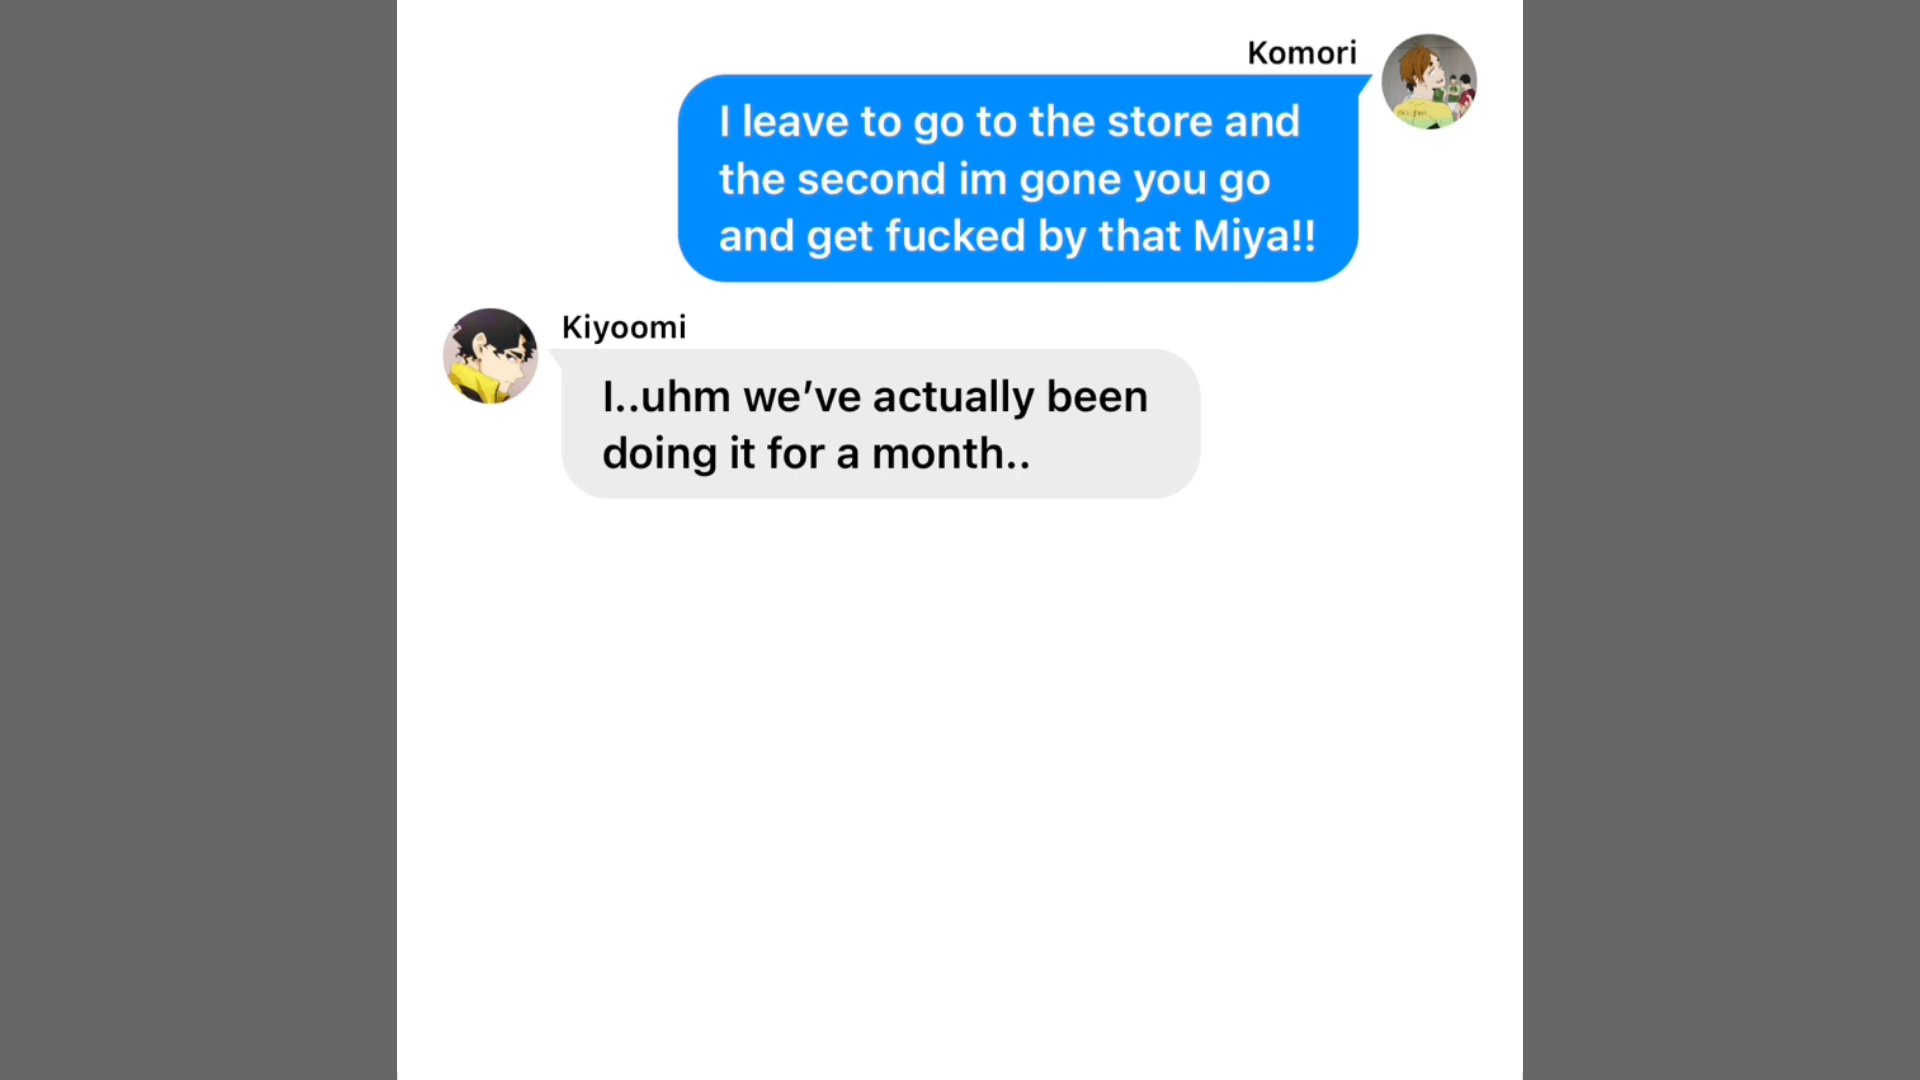 Komori
I leave to go to the store and
the second im gone you go
and get fucked by that Miya!!
Kiyoomi
I..uhm we’ve actually been
doing it for a month..